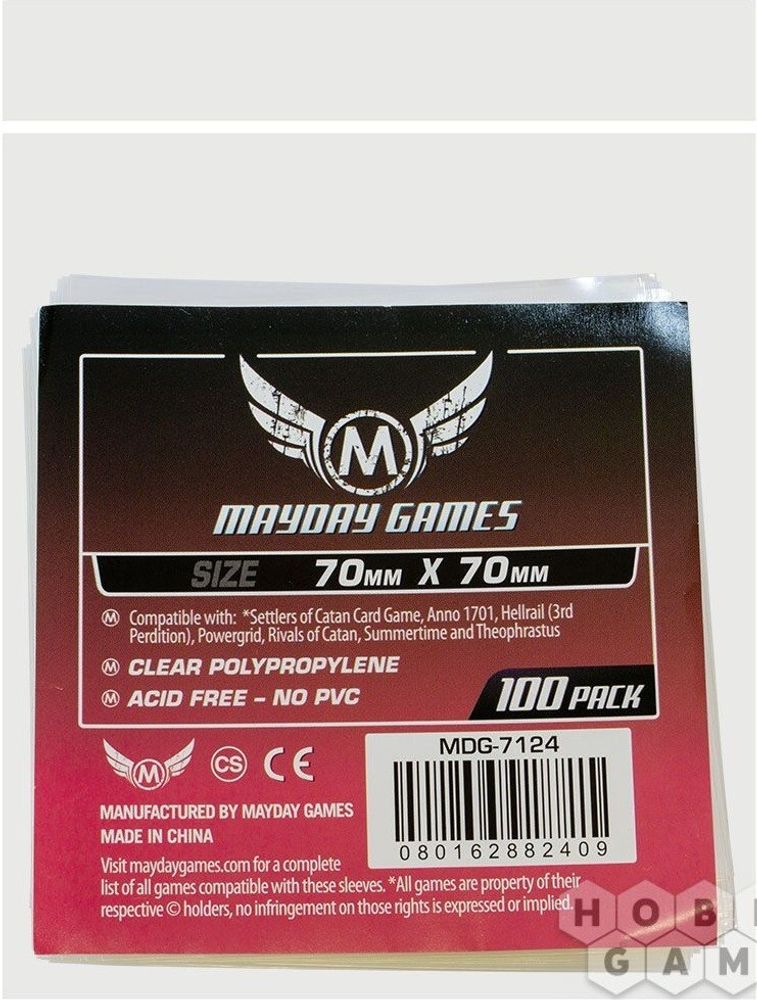 M
MAYDAY GAMES
SIZE 70MM X 70MM
M Compatible with: *Settlers of Catan Card Game, Anno 1701, Hellrail (3rd
Perdition), Powergrid, Rivals of Catan, Summertime and Theophrastus
M CLEAR POLYPROPYLENE
M ACID FREE – NO PVC
100 PACK
M CS CE
MDG-7124
080162882409
MANUFACTURED BY MAYDAY GAMES
MADE IN CHINA
Visit maydaygames.com for a complete
list of all games compatible with these sleeves. *All games are property of their
respective © holders, no infringement on those rights is expressed or implied.
HOB
GAM